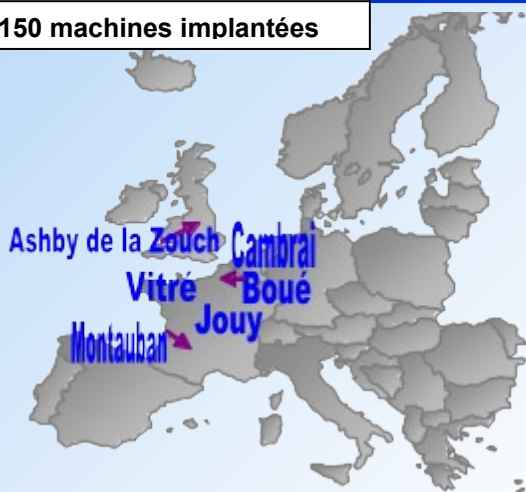 150 machines implantées
Ashby de la Zouch
Cambrai
Vitré
Boué
Jouy
Montauban